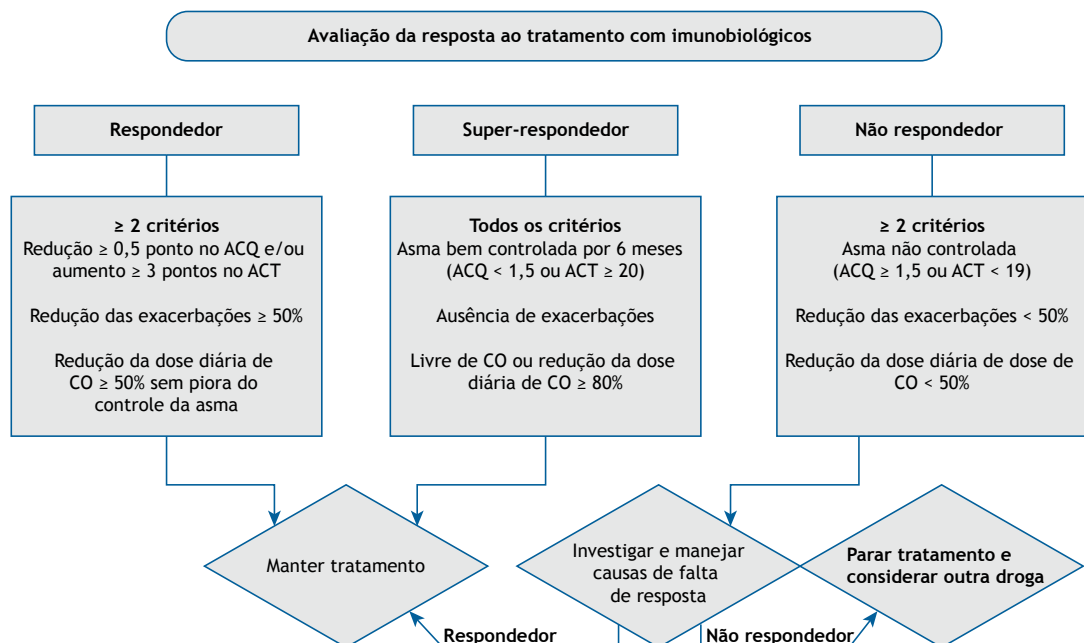 Avaliação da resposta ao tratamento com imunobiológicos
Respondedor
Super-respondedor
Não respondedor
≥ 2 critérios
Redução ≥ 0,5 ponto no ACQ e/ou
aumento ≥ 3 pontos no ACT
Redução das exacerbações ≥ 50%
Redução da dose diária de
CO ≥ 50% sem piora do
controle da asma
Todos os critérios
Asma bem controlada por 6 meses
(ACQ < 1,5 ou ACT ≥ 20)
Ausência de exacerbações
Livre de CO ou redução da dose
diária de CO ≥ 80%
≥ 2 critérios
Asma não controlada
(ACQ ≥ 1,5 ou ACT < 19)
Redução das exacerbações < 50%
Redução da dose diária de dose de
CO < 50%
Manter tratamento
Investigar e manejar
causas de falta
de resposta
Parar tratamento e
considerar outra droga
Respondedor
Não respondedor